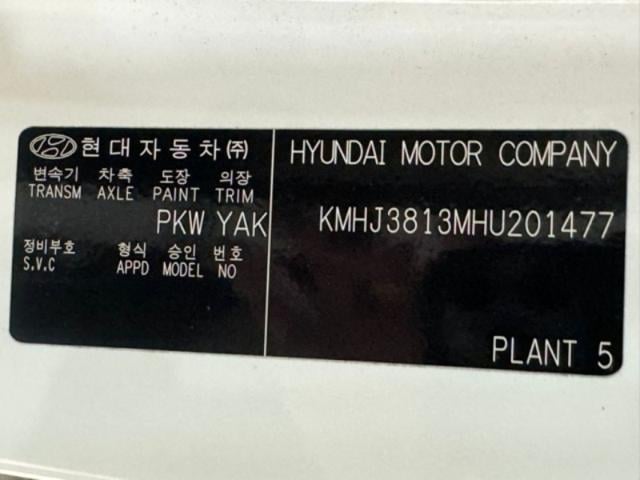 현대자동차(주)
변속기 차축 도장 의장
TRANSM AXLE PAINT TRIM
PKW YAK
정비부호 형식 승인 번호
S.V.C APPD MODEL NO
HYUNDAI MOTOR COMPANY
KMHJ3813MHU201477
PLANT 5